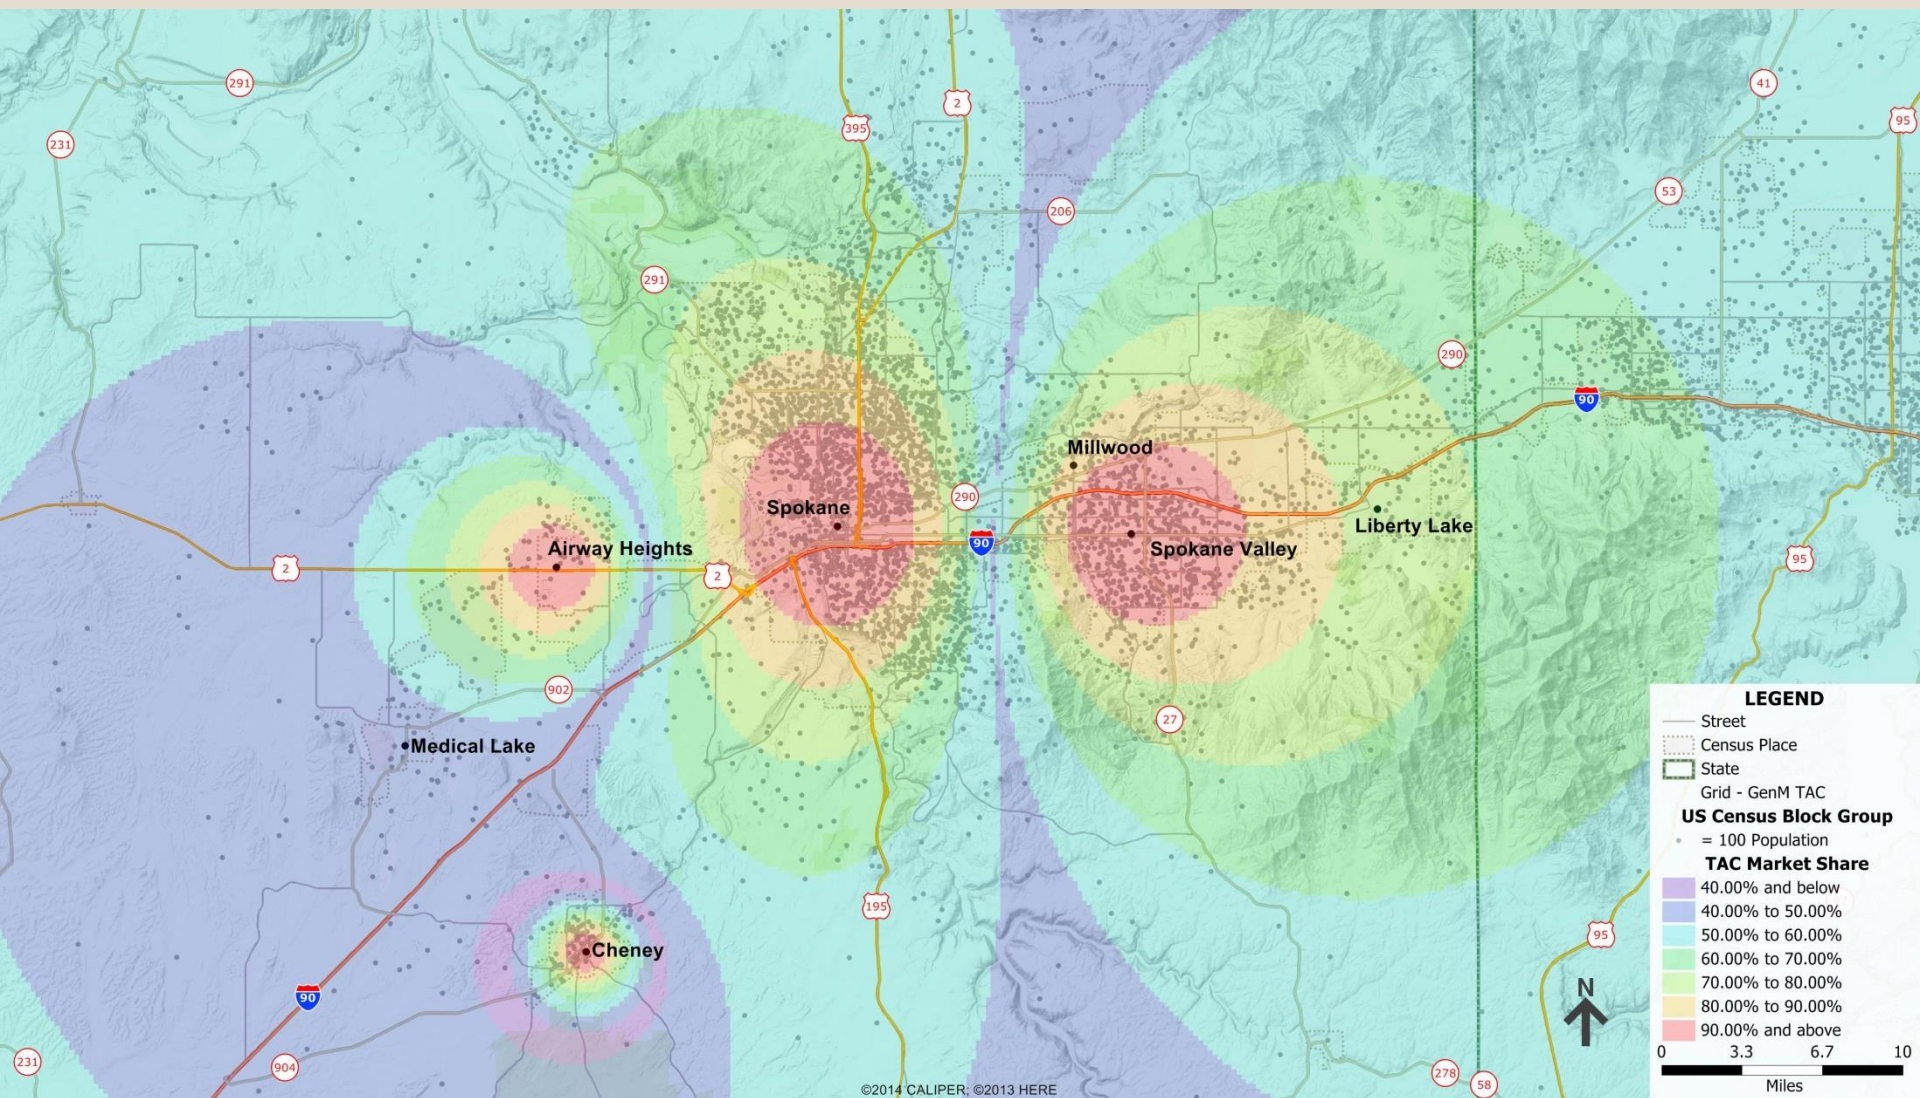 2
41
291
395
95
231
53
206
291
290
90
Millwood
290
Spokane
Liberty Lake
90
Airway Heights
Spokane Valley
2
2
95
902
27
Medical Lake
LEGEND
Street
Census Place
State
Grid - GenM TAC
US Census Block Group
= 100 Population
TAC Market Share
40.00% and below
40.00% to 50.00%
50.00% to 60.00%
60.00% to 70.00%
70.00% to 80.00%
80.00% to 90.00%
90.00% and above
0 3.3 6.7 10
Miles
195
95
Cheney
N
90
231
904
278
58
©2014 CALIPER; ©2013 HERE